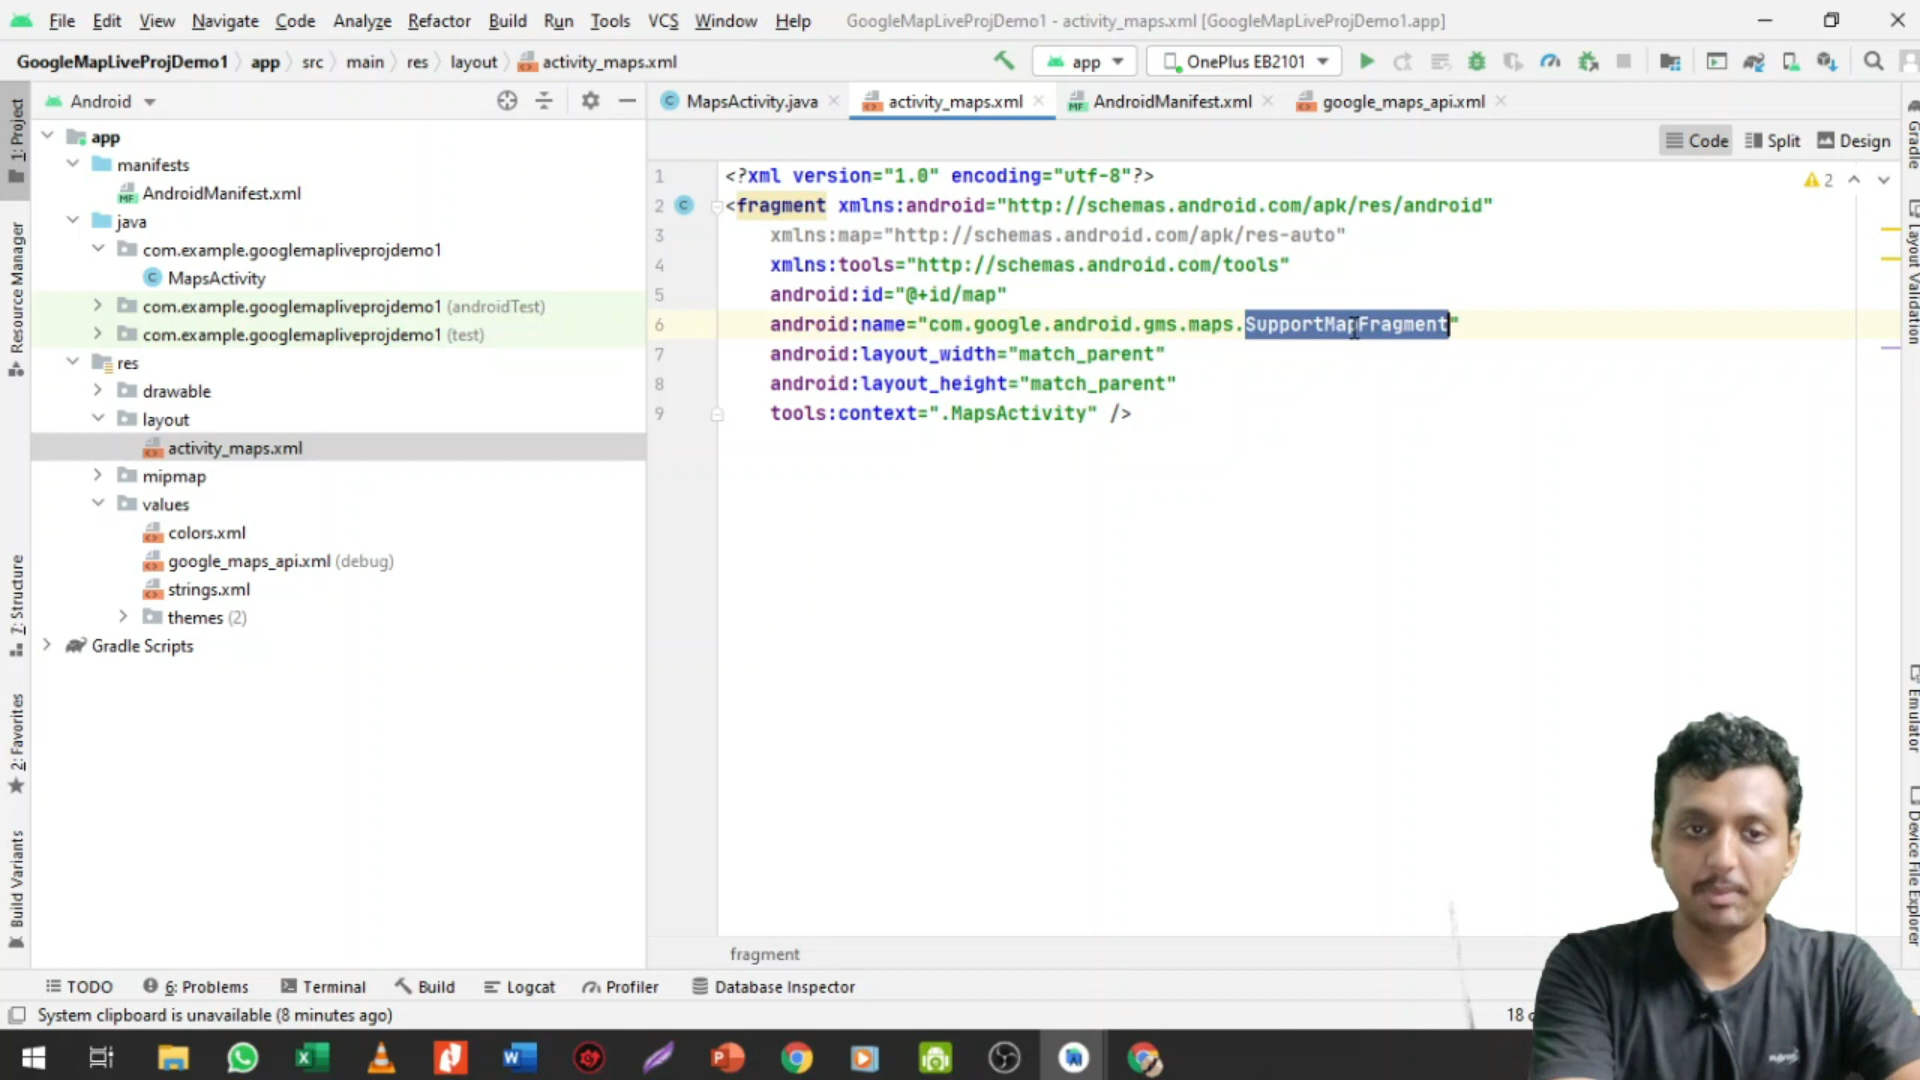 File Edit View Navigate Code Analyze Refactor Build Run Tools VCS Window Help GoogleMapLiveProjDemo1 - activity_maps.xml [GoogleMapLiveProjDemo1.app]
GoogleMapLiveProjDemo1 app src main res layout activity_maps.xml app OnePlus EB2101
Android MapsActivity.java activity_maps.xml AndroidManifest.xml google_maps_api.xml
Code Split Design
1: Project
Resource Manager
7: Structure
2: Favorites
Build Variants
app
manifests
AndroidManifest.xml
java
com.example.googlemapliveprojdemo1
MapsActivity
com.example.googlemapliveprojdemo1 (androidTest)
com.example.googlemapliveprojdemo1 (test)
res
drawable
layout
activity_maps.xml
mipmap
values
colors.xml
google_maps_api.xml (debug)
strings.xml
themes (2)
Gradle Scripts
1 <?xml version="1.0" encoding="utf-8"?>
2 <fragment xmlns:android="http://schemas.android.com/apk/res/android"
3 xmlns:map="http://schemas.android.com/apk/res-auto"
4 xmlns:tools="http://schemas.android.com/tools"
5 android:id="@+id/map"
6 android:name="com.google.android.gms.maps.SupportMapFragment"
7 android:layout_width="match_parent"
8 android:layout_height="match_parent"
9 tools:context=".MapsActivity" />
2
Gradle
Layout Validation
Emulator
Device File Explorer
fragment
TODO 6: Problems Terminal Build Logcat Profiler Database Inspector
System clipboard is unavailable (8 minutes ago) 18